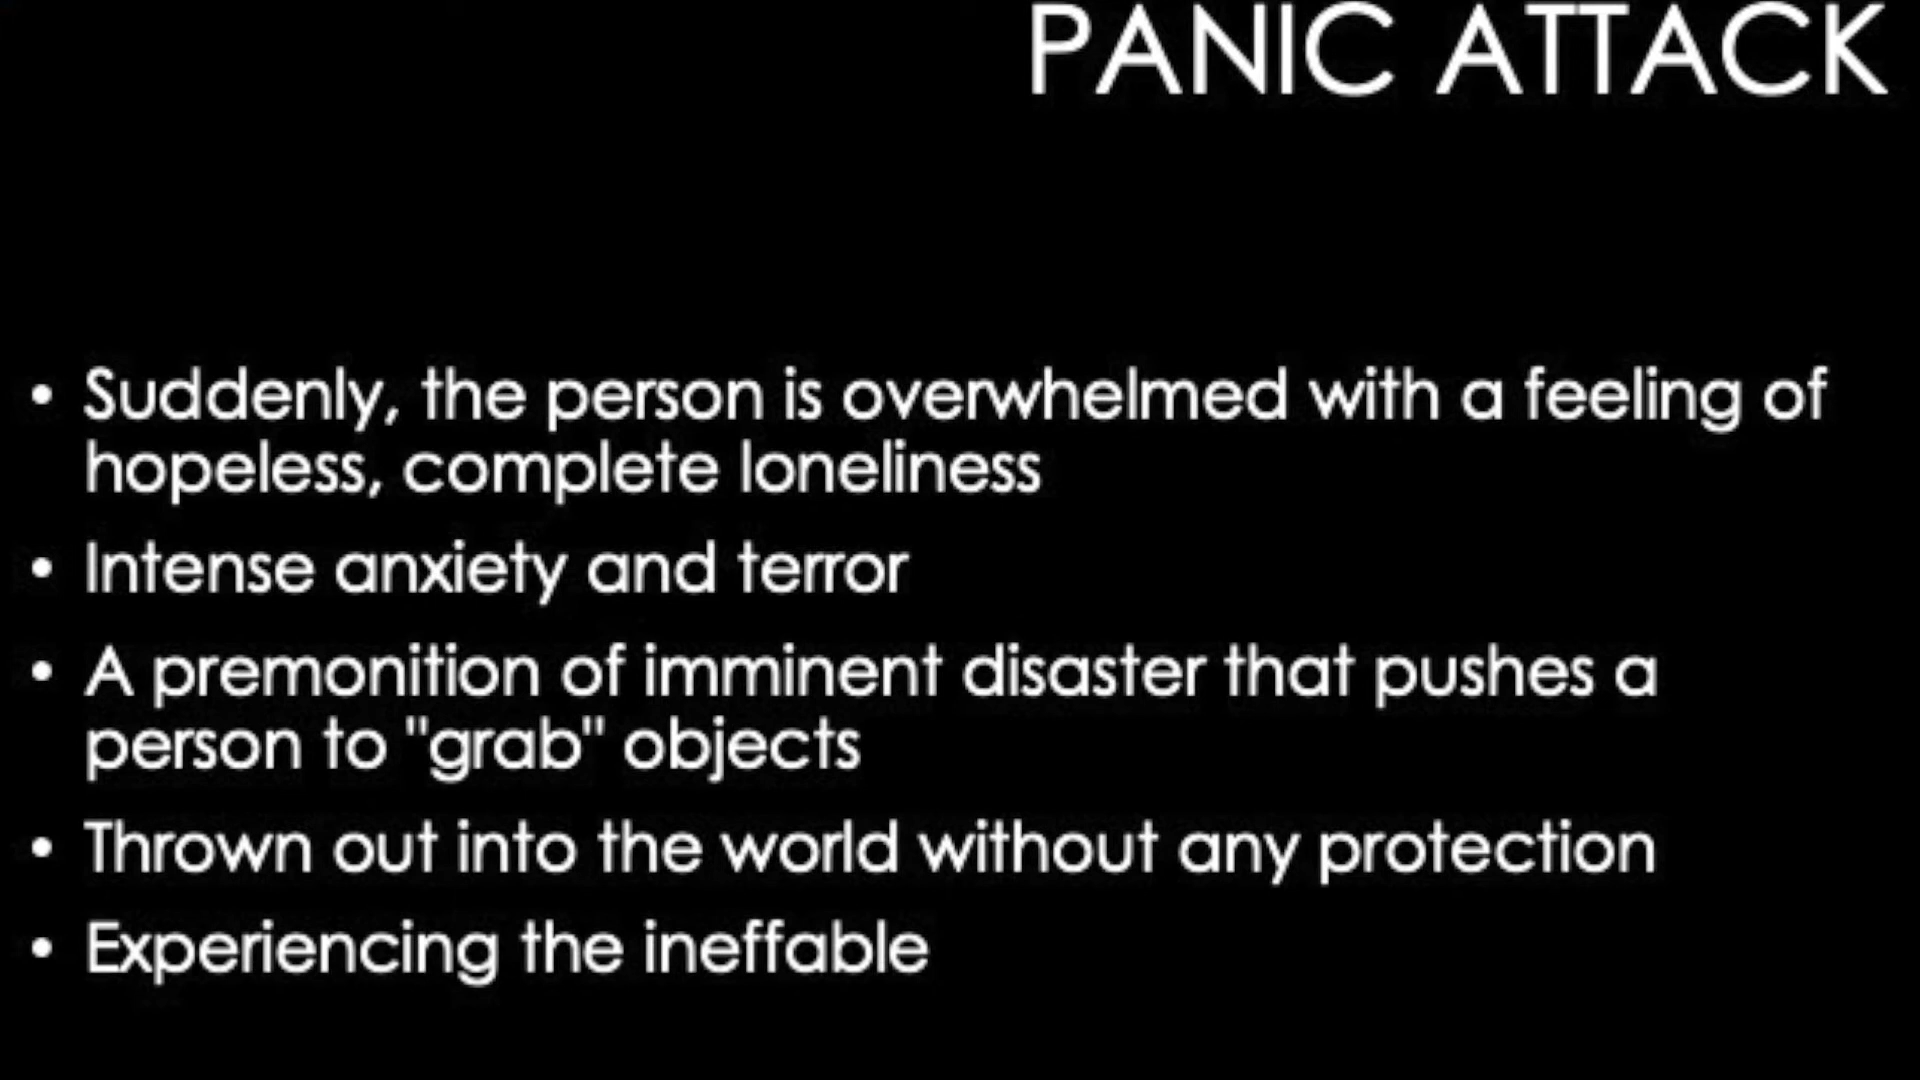 PANIC ATTACK
• Suddenly, the person is overwhelmed with a feeling of
hopeless, complete loneliness
• Intense anxiety and terror
• A premonition of imminent disaster that pushes a
person to "grab" objects
• Thrown out into the world without any protection
• Experiencing the ineffable